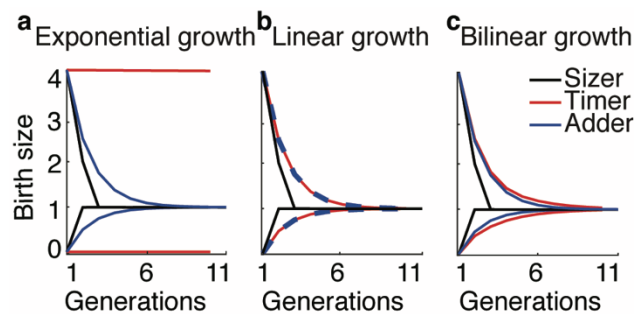 a Exponential growth
b Linear growth
c Bilinear growth
Sizer
Timer
Adder
Birth size
4
3
2
1
0
1 6 11
1 6 11
1 6 11
Generations
Generations
Generations